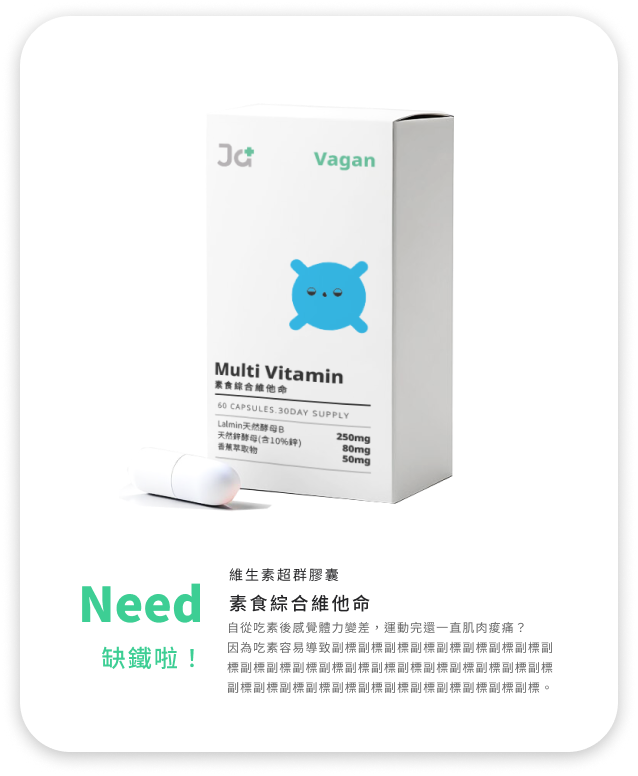 Ja+
Vagan
Multi Vitamin
素食綜合維他命
60 CAPSULES.30DAY SUPPLY
Lalmin天然酵母B 250mg
天然鋅酵母(含10%鋅) 80mg
香蕉萃取物 50mg
Need
缺鐵啦！
維生素超群膠囊
素食綜合維他命
自從吃素後感覺體力變差，運動完還一直肌肉痠痛？
因為吃素容易導致副標副標副標副標副標副標副標副標副
標副標副標副標副標副標副標副標副標副標副標副標副標
副標副標副標副標副標副標副標副標副標副標副標副標。